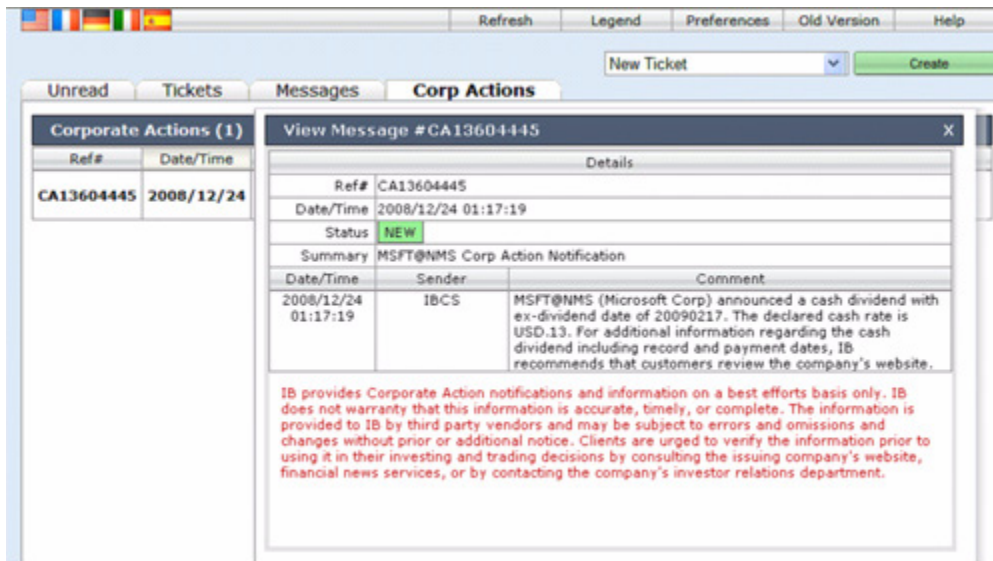 Refresh Legend Preferences Old Version Help
New Ticket Create
Unread Tickets Messages Corp Actions
Corporate Actions (1)
Ref# Date/Time
CA13604445 2008/12/24
View Message #CA13604445 X
Details
Ref# CA13604445
Date/Time 2008/12/24 01:17:19
Status NEW
Summary MSFT@NMS Corp Action Notification
Date/Time Sender Comment
2008/12/24
01:17:19
IBCS
MSFT@NMS (Microsoft Corp) announced a cash dividend with
ex-dividend date of 20090217. The declared cash rate is
USD.13. For additional information regarding the cash
dividend including record and payment dates, IB
recommends that customers review the company's website.
IB provides Corporate Action notifications and information on a best efforts basis only. IB
does not warranty that this information is accurate, timely, or complete. The information is
provided to IB by third party vendors and may be subject to errors and omissions and
changes without prior or additional notice. Clients are urged to verify the information prior to
using it in their investing and trading decisions by consulting the issuing company's website,
financial news services, or by contacting the company's investor relations department.